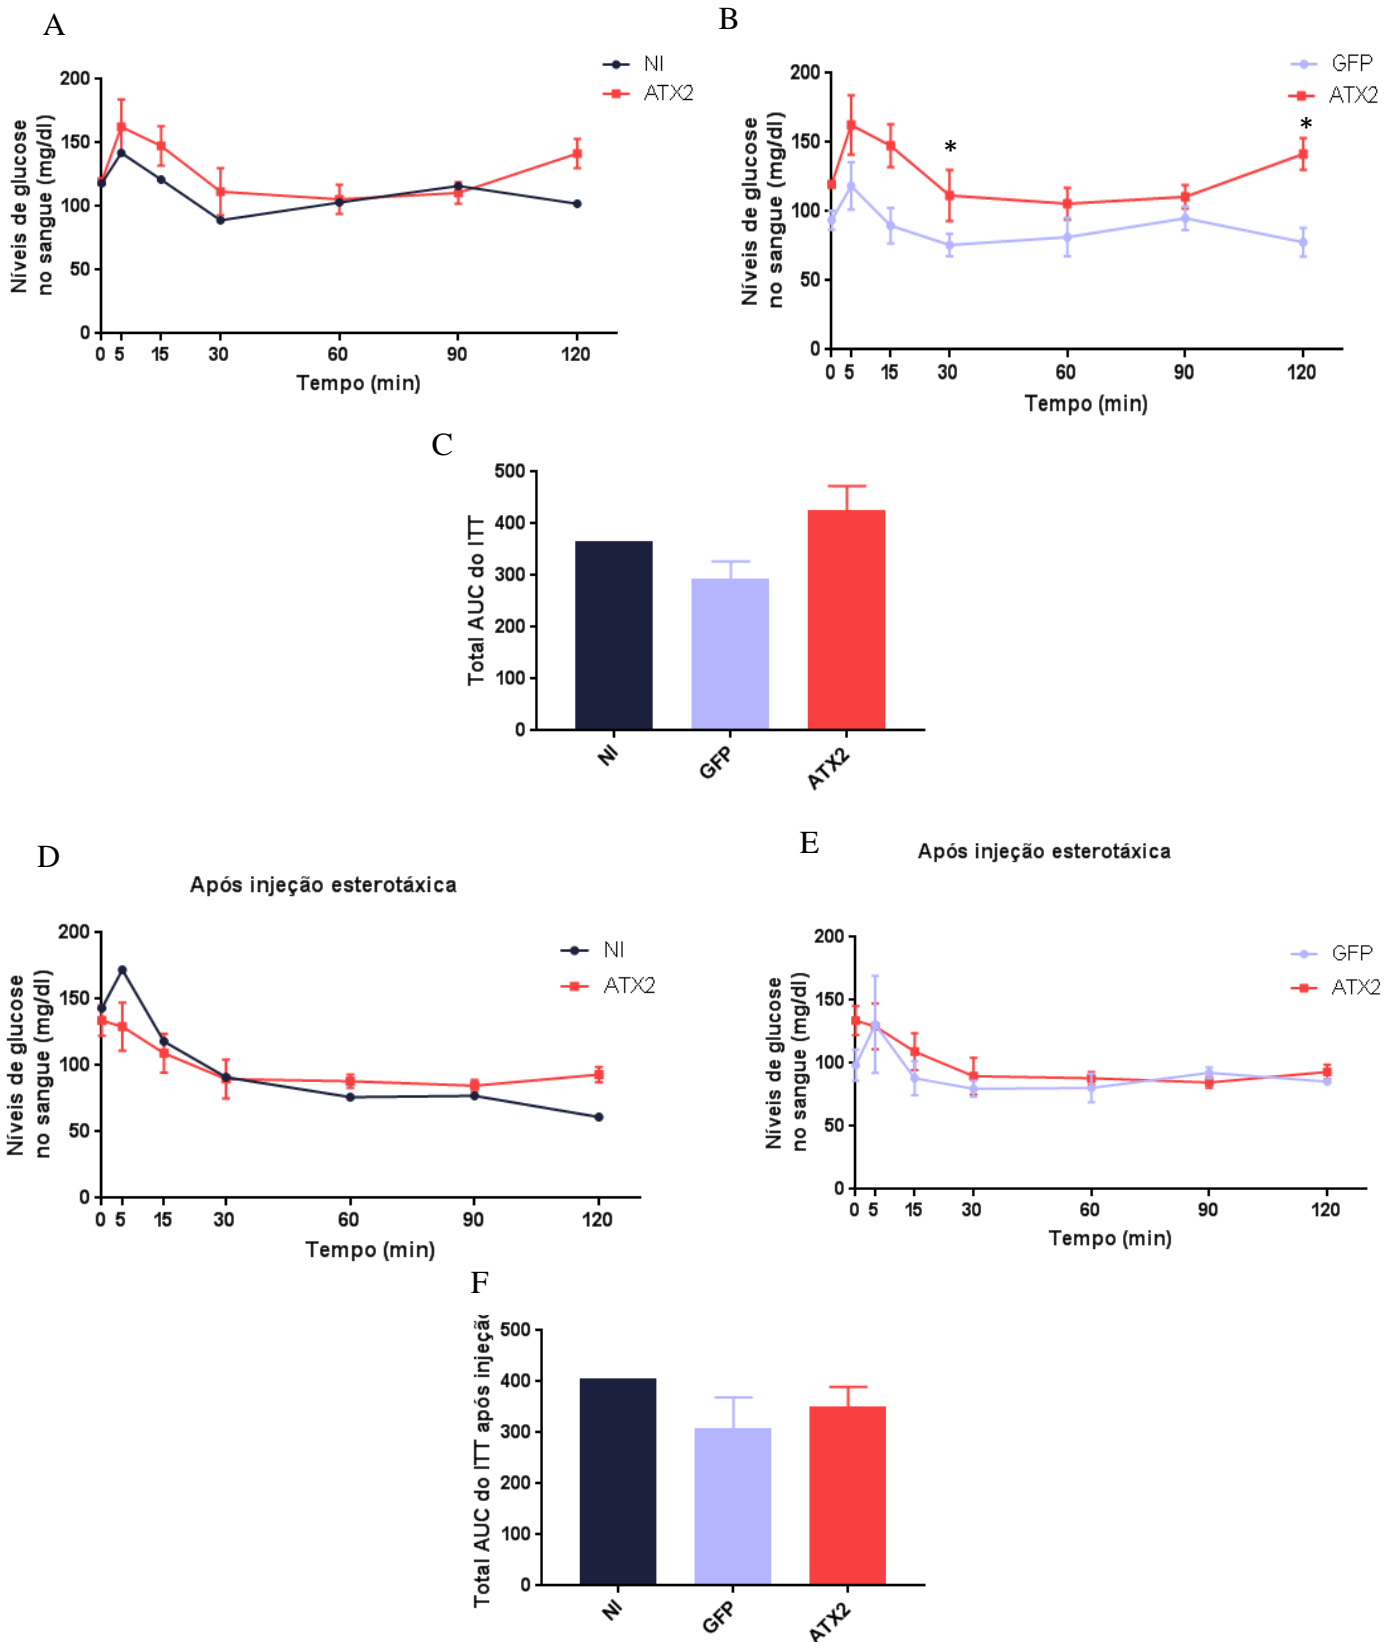 A
NI
ATX2
200
150
100
50
0
Níveis de glucose
no sangue (mg/dl)
0 5 15 30 60 90 120
Tempo (min)
B
GFP
ATX2
200
150
100
50
0
Níveis de glucose
no sangue (mg/dl)
*
*
0 5 15 30 60 90 120
Tempo (min)
C
500
400
300
200
100
0
Total AUC do ITT
NI
GFP
ATX2
D
Após injeção esterotáxica
NI
ATX2
200
150
100
50
0
Níveis de glucose
no sangue (mg/dl)
0 5 15 30 60 90 120
Tempo (min)
E
Após injeção esterotáxica
GFP
ATX2
200
150
100
50
0
Níveis de glucose
no sangue (mg/dl)
0 5 15 30 60 90 120
Tempo (min)
F
500
400
300
200
100
0
Total AUC do ITT após injeçã
NI
GFP
ATX2